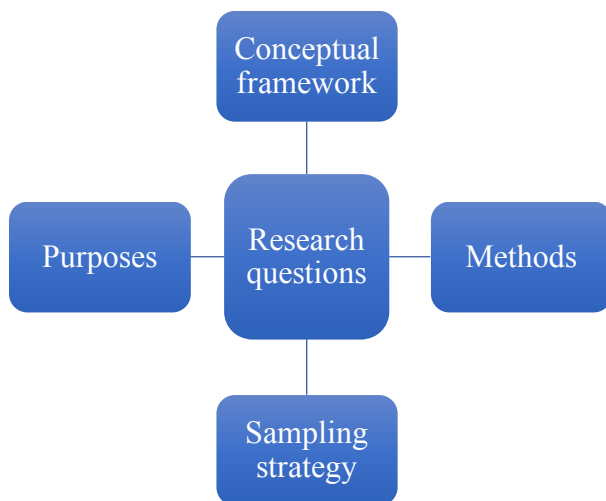 Conceptual
framework
Purposes
Research
questions
Methods
Sampling
strategy